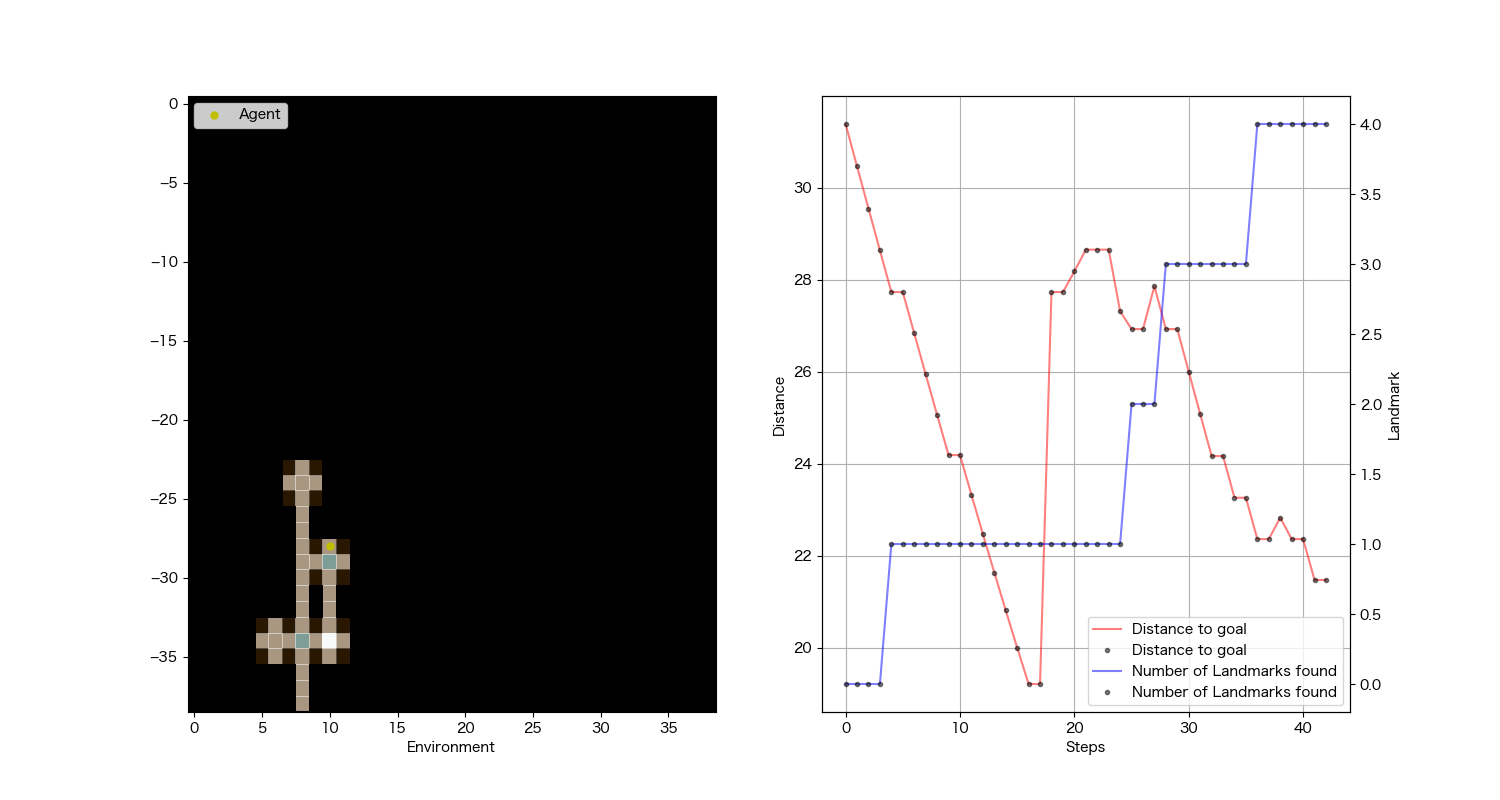 Agent
0
−5
−10
−15
−20
−25
−30
−35
0 5 10 15 20 25 30 35
Environment
30
28
26
24
22
20
Distance
4.0
3.5
3.0
2.5
2.0
1.5
1.0
0.5
0.0
Landmark
Distance to goal
Distance to goal
Number of Landmarks found
Number of Landmarks found
0 10 20 30 40
Steps